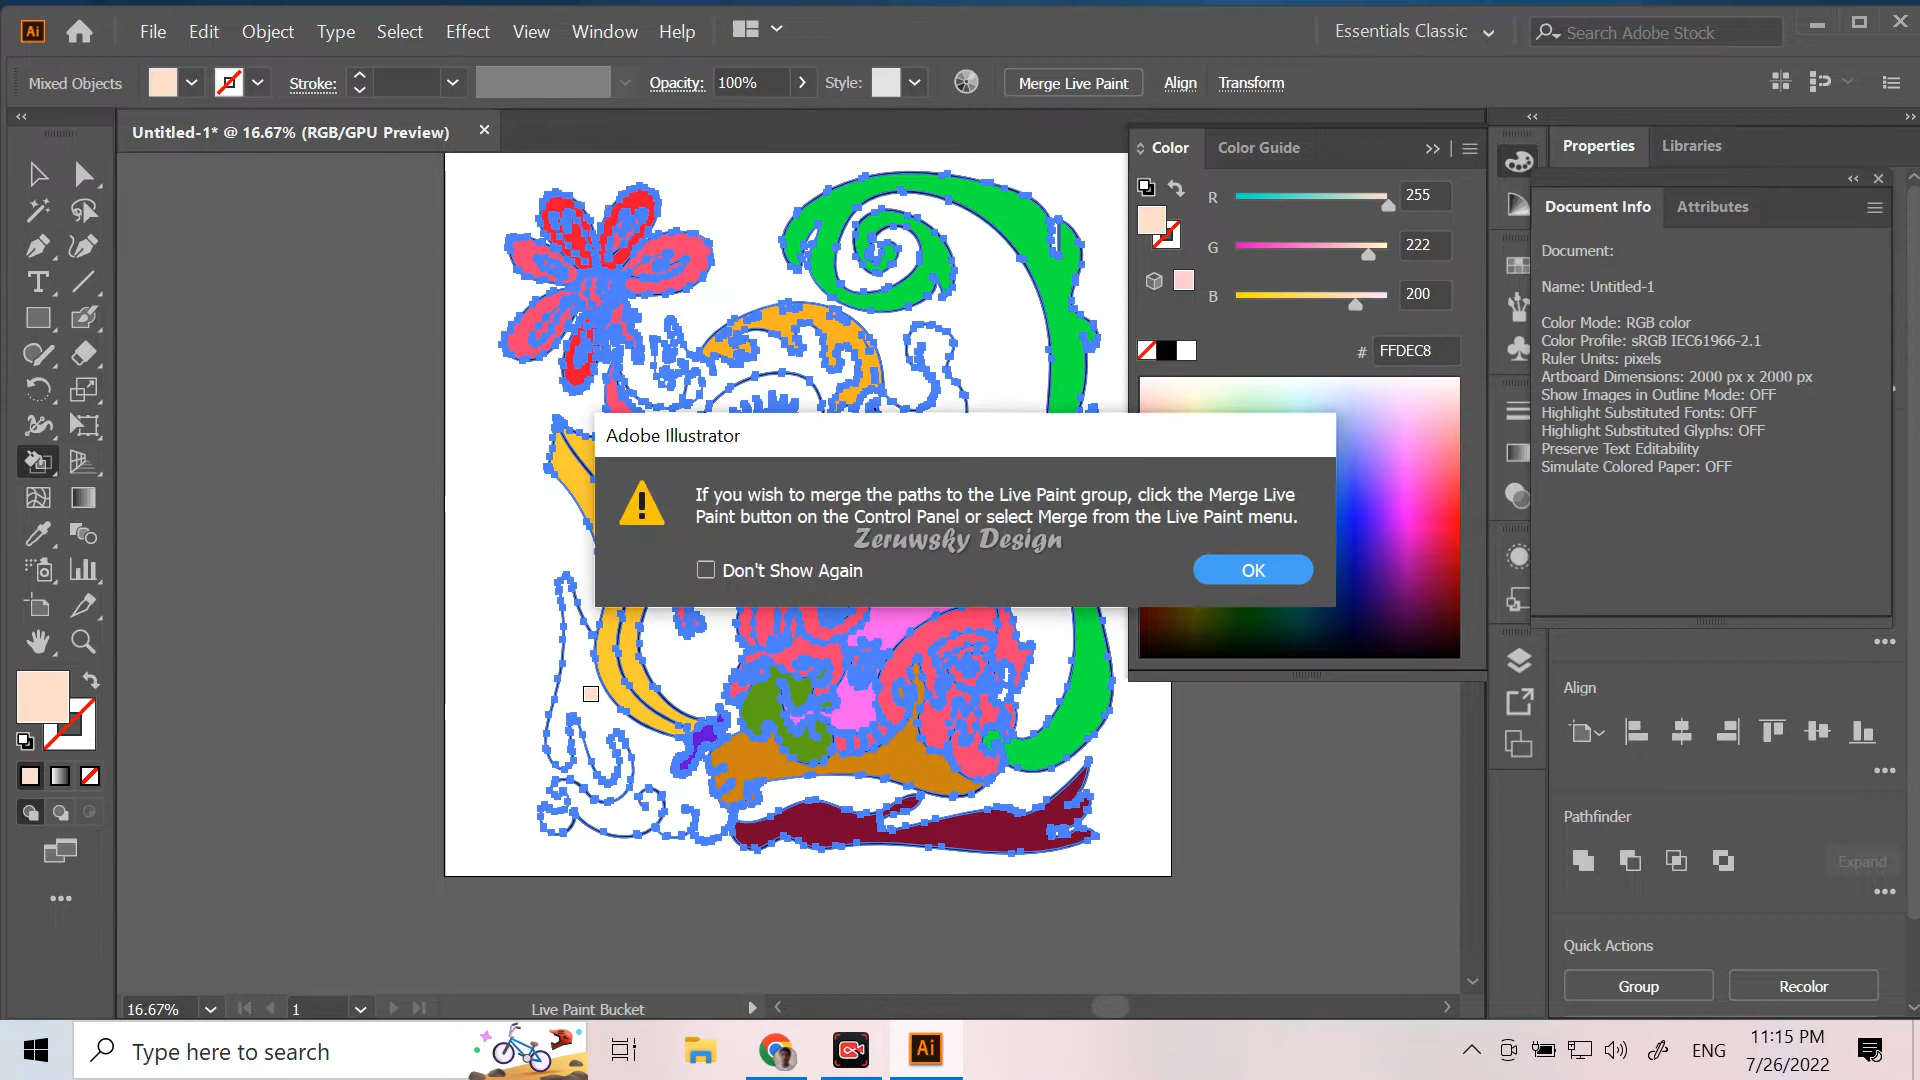 Ai
File Edit Object Type Select Effect View Window Help
Essentials Classic
Search Adobe Stock
Mixed Objects
Stroke:
Opacity: 100%
Style:
Merge Live Paint
Align
Transform
Untitled-1* @ 16.67% (RGB/GPU Preview)
Color
Color Guide
R 255
G 222
B 200
# FFDEC8
Properties
Libraries
Document Info
Attributes
Document:
Name: Untitled-1
Color Mode: RGB color
Color Profile: sRGB IEC61966-2.1
Ruler Units: pixels
Artboard Dimensions: 2000 px x 2000 px
Show Images in Outline Mode: OFF
Highlight Substituted Fonts: OFF
Highlight Substituted Glyphs: OFF
Preserve Text Editability
Simulate Colored Paper: OFF
Adobe Illustrator
If you wish to merge the paths to the Live Paint group, click the Merge Live
Paint button on the Control Panel or select Merge from the Live Paint menu.
Zeruwsky Design
Don't Show Again
OK
Align
Pathfinder
Expand
Quick Actions
Group
Recolor
16.67%
1
Live Paint Bucket
Type here to search
Ai
ENG
11:15 PM
7/26/2022